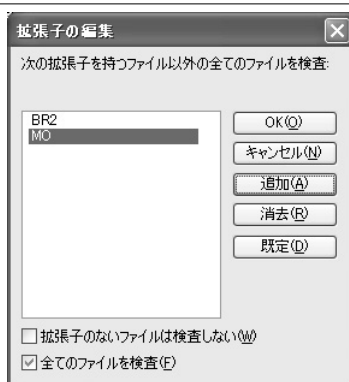 拡張子の編集
次の拡張子を持つファイル以外の全てのファイルを検査:
BR2
MO
OK(O)
キャンセル(N)
追加(A)
消去(R)
既定(D)
拡張子のないファイルは検査しない(W)
全てのファイルを検査(F)